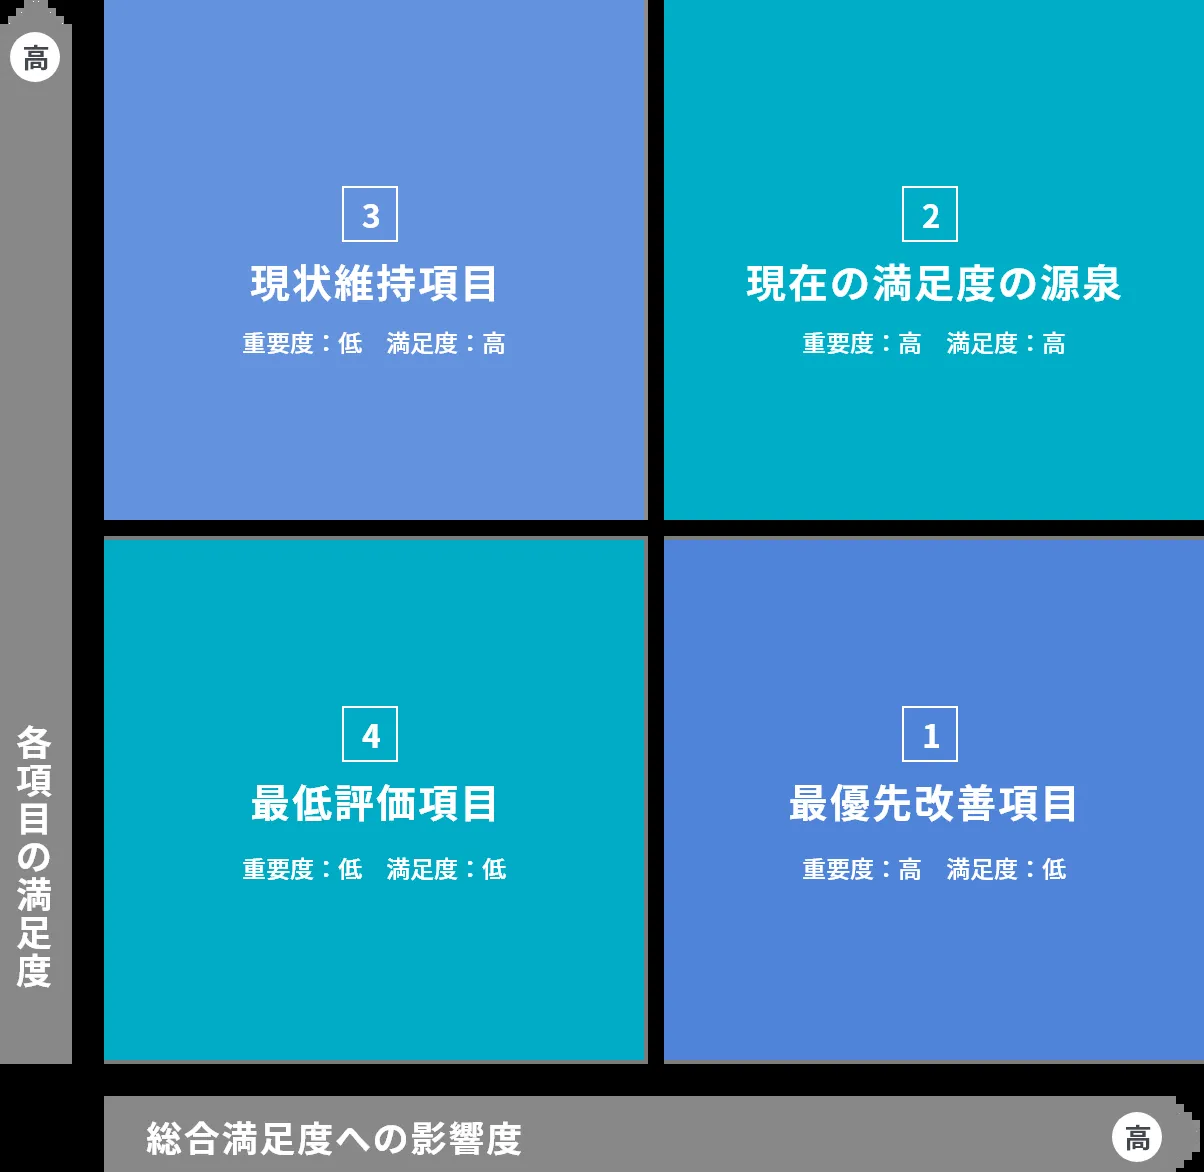 高
3
現状維持項目
重要度：低　満足度：高
2
現在の満足度の源泉
重要度：高　満足度：高
4
最低評価項目
重要度：低　満足度：低
1
最優先改善項目
重要度：高　満足度：低
各項目の満足度
総合満足度への影響度
高